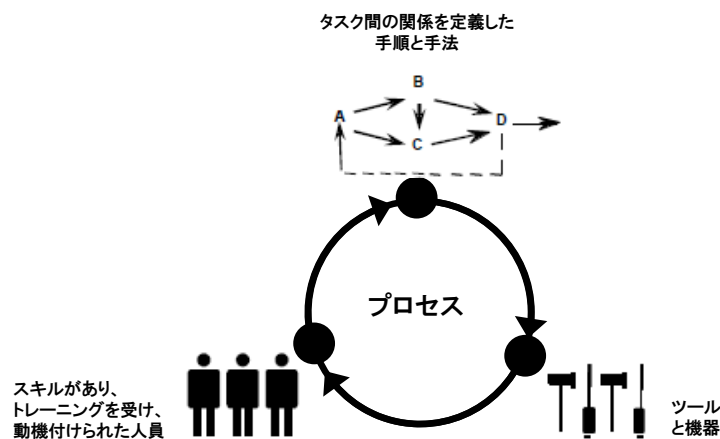 タスク間の関係を定義した
手順と手法
B
A
D
C
プロセス
スキルがあり、
トレーニングを受け、
動機付けられた人員
ツール
と機器